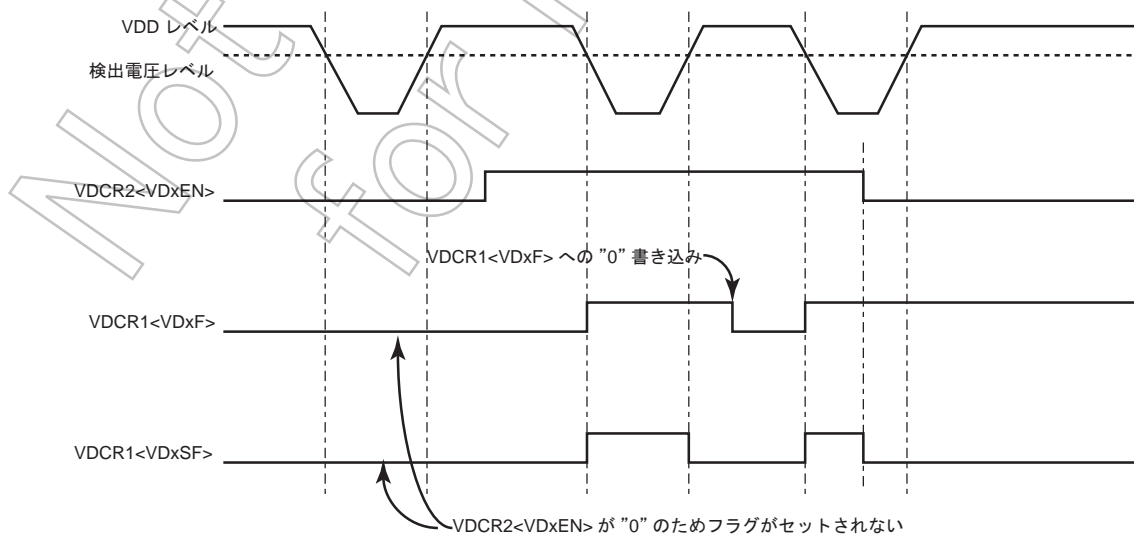 VDD レベル
検出電圧レベル
VDCR2<VDxEN>
VDCR1<VDxF> への ”0” 書き込み
VDCR1<VDxF>
VDCR1<VDxSF>
VDCR2<VDxEN> が ”0” のためフラグがセットされない
Not
for